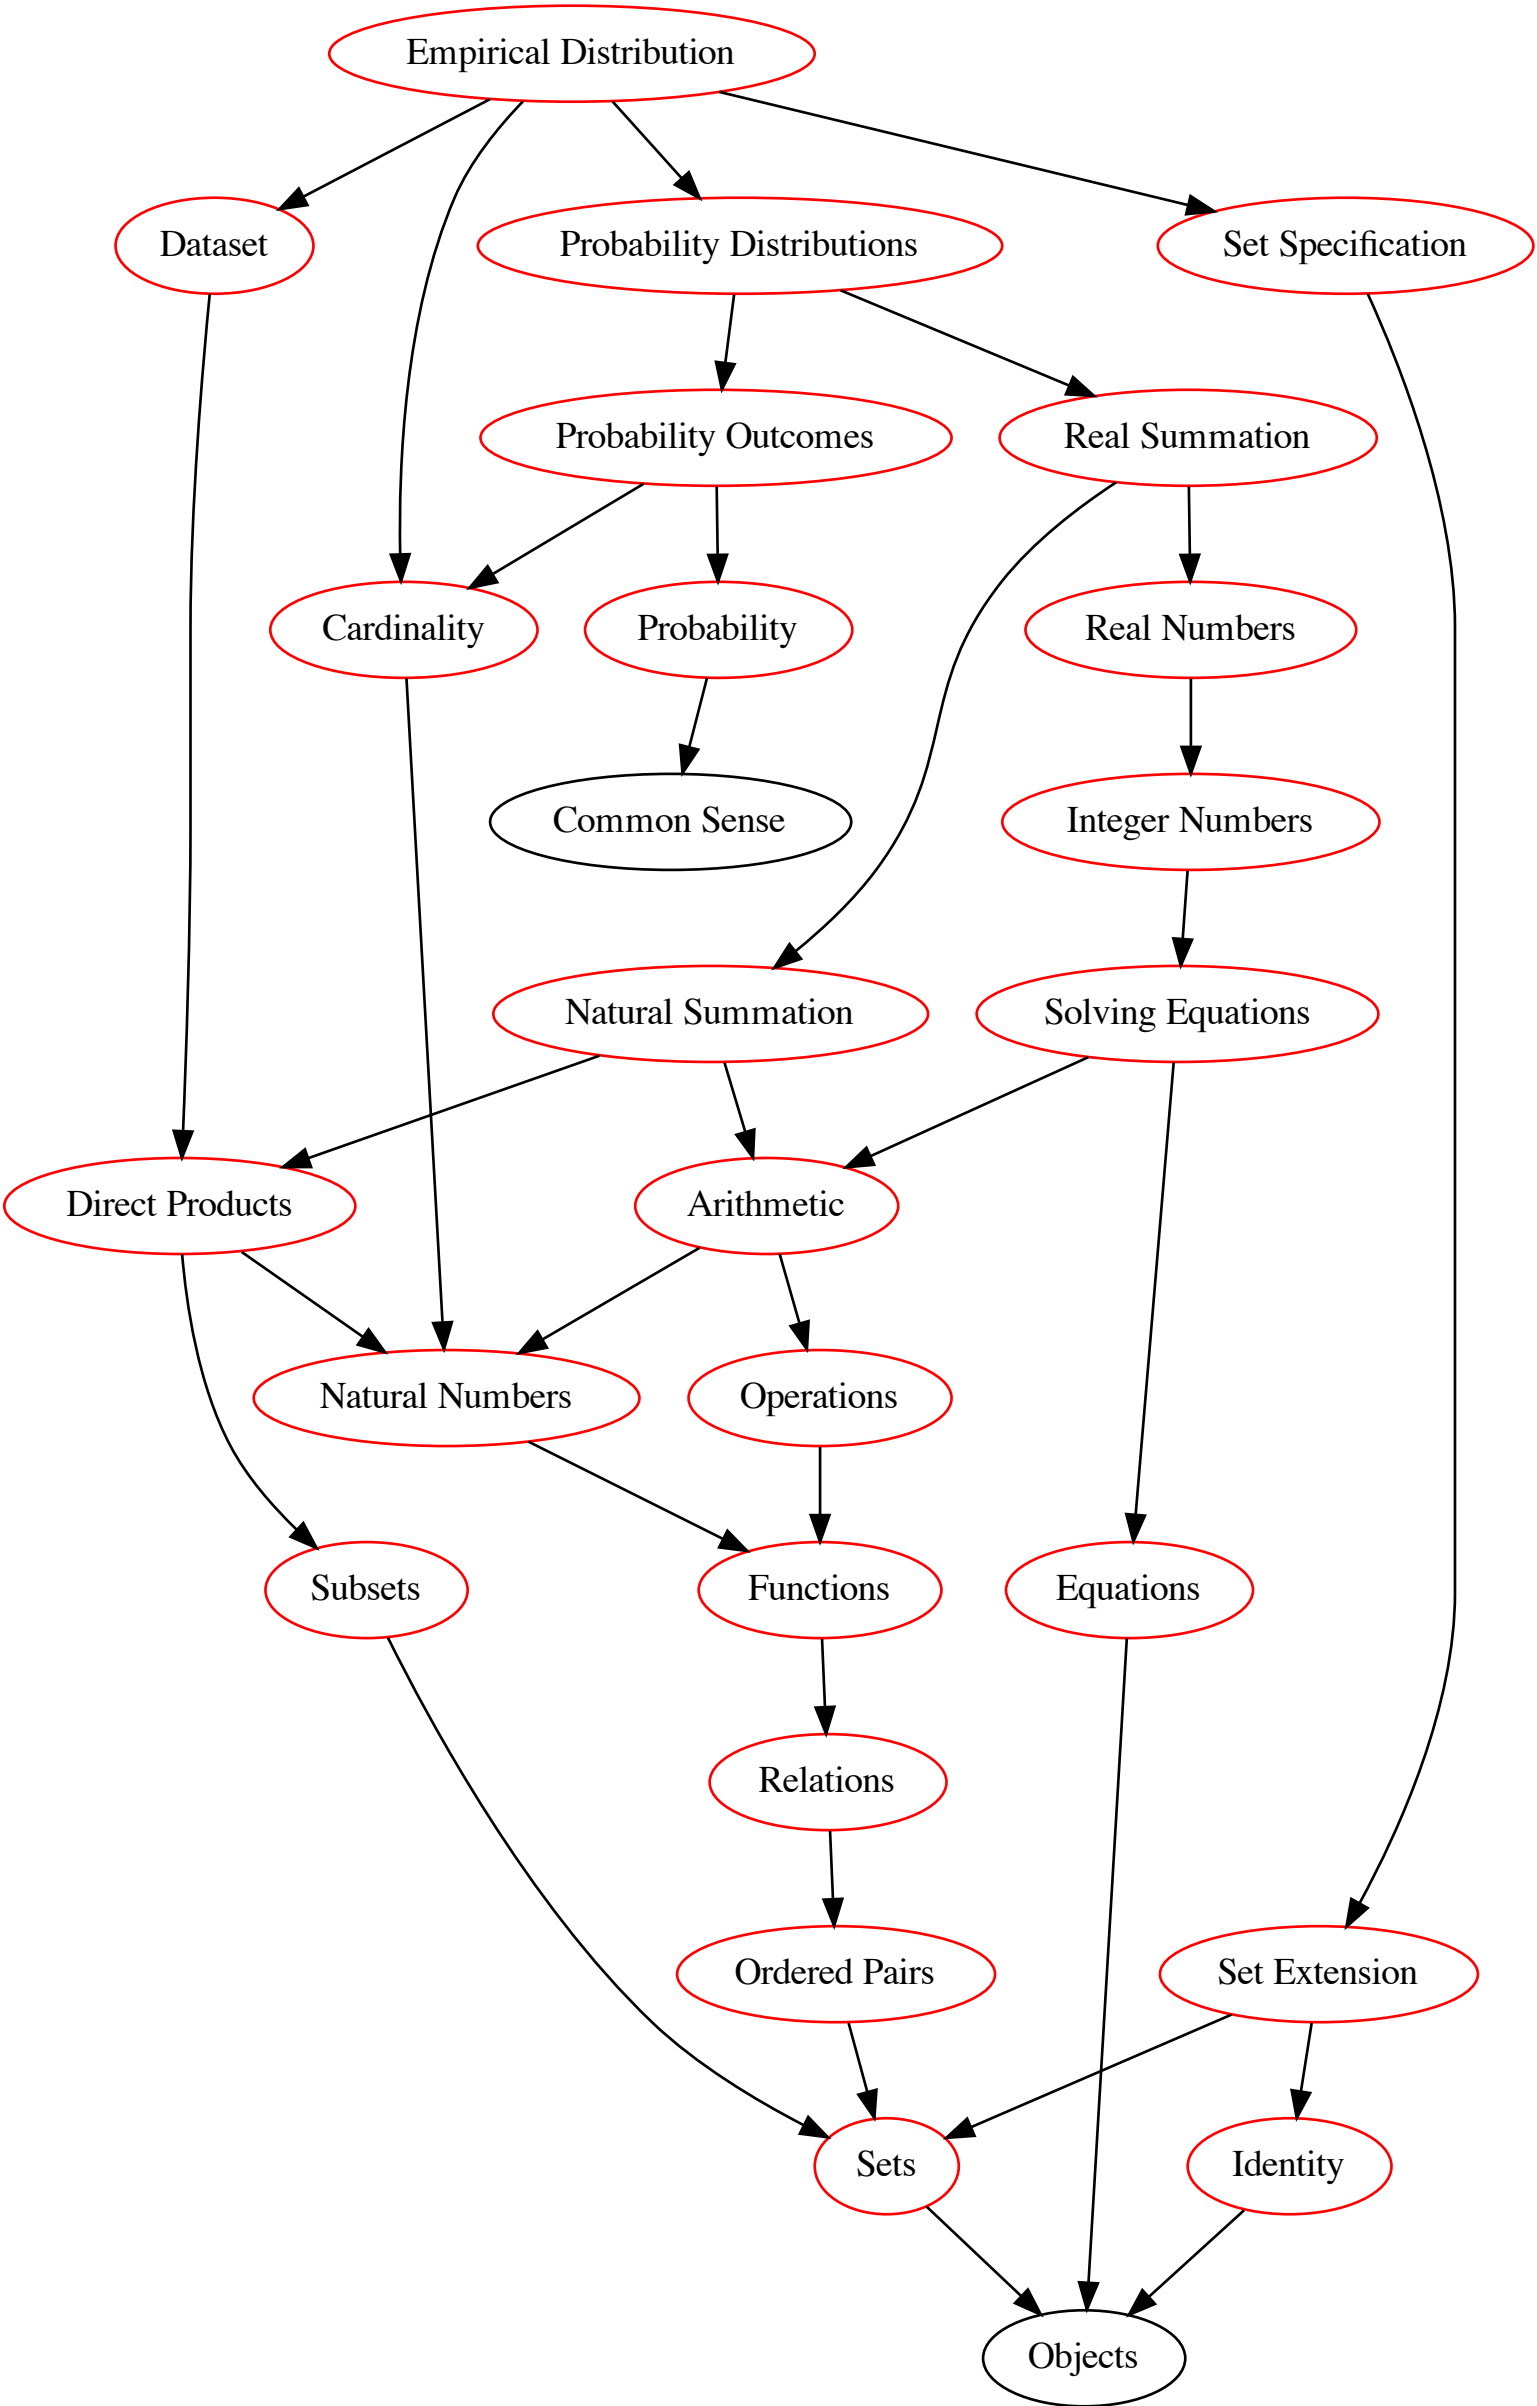 Empirical Distribution
Dataset
Probability Distributions
Set Specification
Probability Outcomes
Real Summation
Cardinality
Probability
Real Numbers
Common Sense
Integer Numbers
Natural Summation
Solving Equations
Direct Products
Arithmetic
Natural Numbers
Operations
Subsets
Functions
Equations
Relations
Ordered Pairs
Set Extension
Sets
Identity
Objects